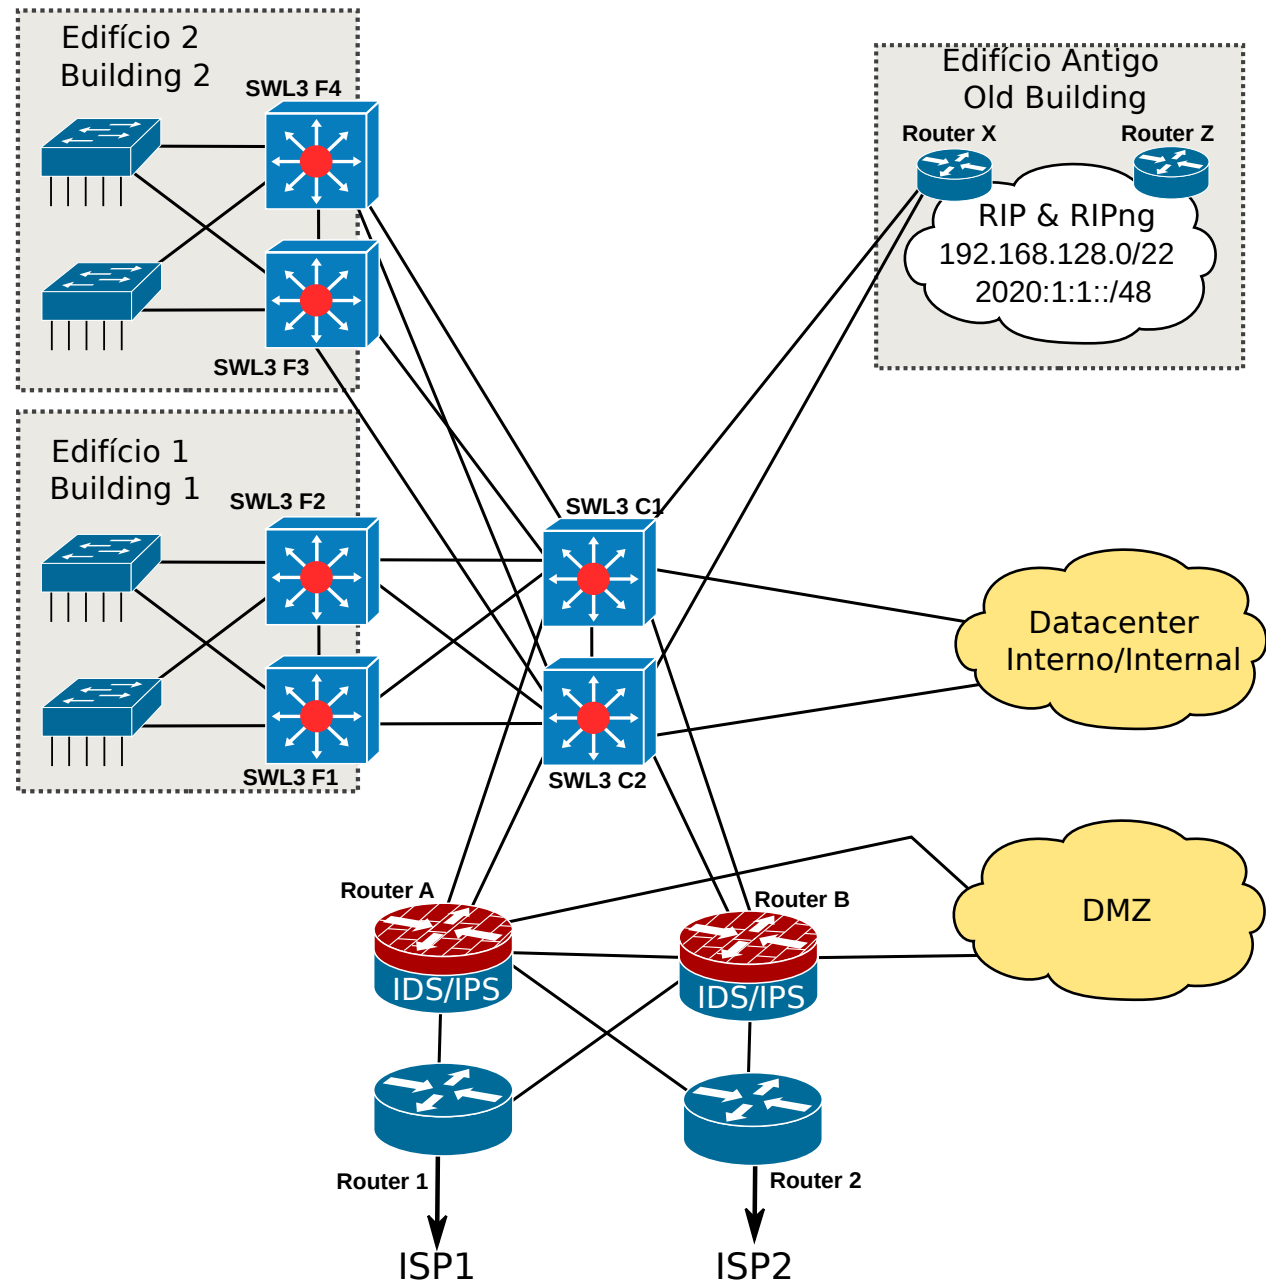 Edifício 2
Building 2
SWL3 F4
SWL3 F3
Edifício Antigo
Old Building
Router X
Router Z
RIP & RIPng
192.168.128.0/22
2020:1:1::/48
Edifício 1
Building 1
SWL3 F2
SWL3 F1
SWL3 C1
SWL3 C2
Datacenter
Interno/Internal
DMZ
Router A
IDS/IPS
Router B
IDS/IPS
Router 1
Router 2
ISP1
ISP2